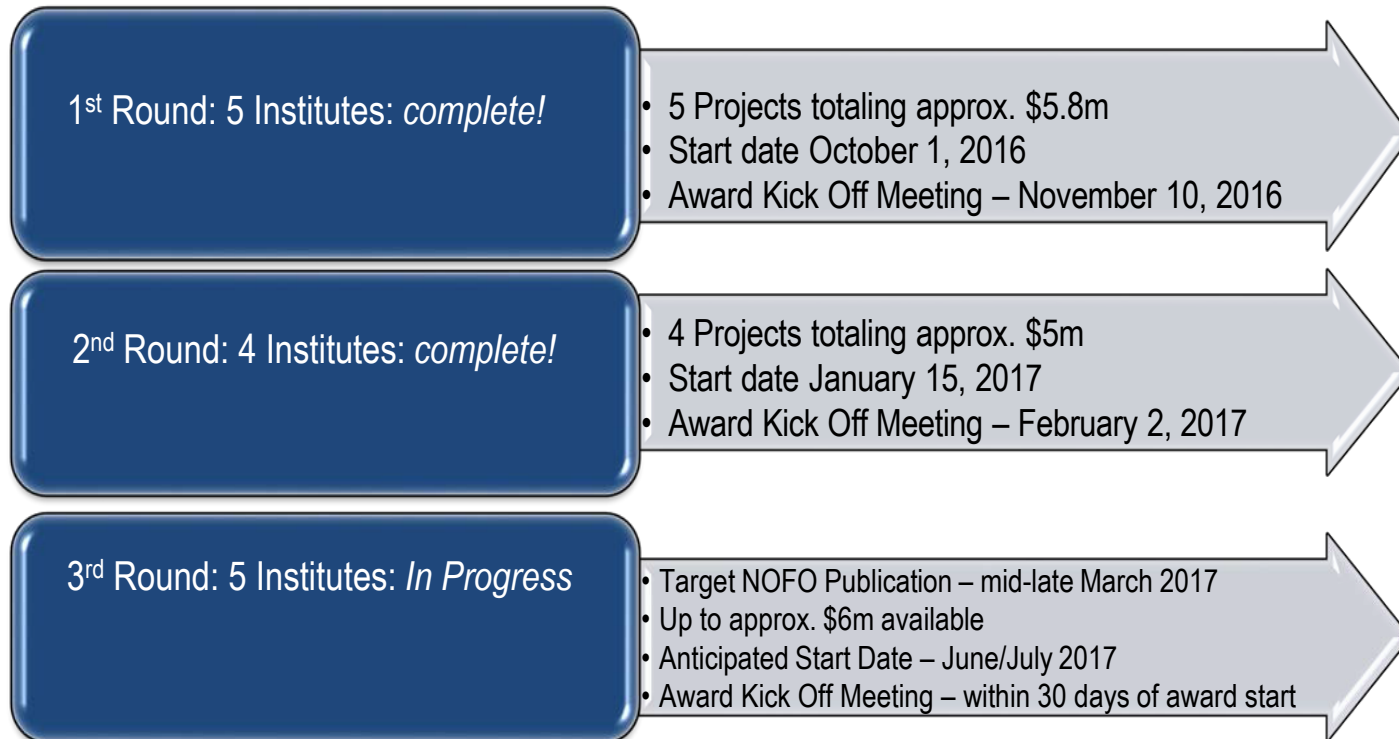 1st Round: 5 Institutes: complete!
• 5 Projects totaling approx. $5.8m
• Start date October 1, 2016
• Award Kick Off Meeting – November 10, 2016
2nd Round: 4 Institutes: complete!
• 4 Projects totaling approx. $5m
• Start date January 15, 2017
• Award Kick Off Meeting – February 2, 2017
3rd Round: 5 Institutes: In Progress
• Target NOFO Publication – mid-late March 2017
• Up to approx. $6m available
• Anticipated Start Date – June/July 2017
• Award Kick Off Meeting – within 30 days of award start